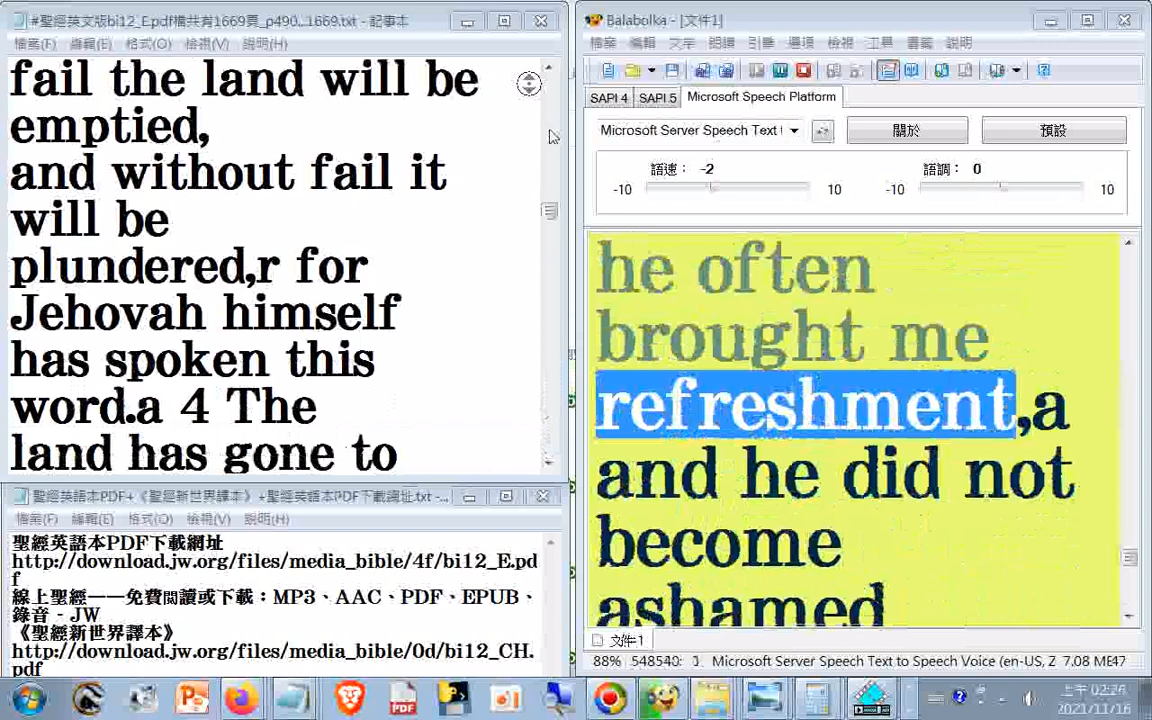 #聖經英文版bi12_E.pdf檔共有1669頁_p490...1669.txt - 記事本
檔案(F) 編輯(E) 格式(O) 檢視(V) 說明(H)
fail the land will be
emptied,
and without fail it
will be
plundered,r for
Jehovah himself
has spoken this
word.a 4 The
land has gone to
聖經英語本PDF+《聖經新世界譯本》+聖經英語本PDF下載網址.txt - ...
檔案(F) 編輯(E) 格式(O) 檢視(V) 說明(H)
聖經英語本PDF下載網址
http://download.jw.org/files/media_bible/4f/bi12_E.pd
f
線上聖經——免費閱讀或下載：MP3、AAC、PDF、EPUB、
錄音 - JW
《聖經新世界譯本》
http://download.jw.org/files/media_bible/0d/bi12_CH.
pdf
Balabolka - [文件1]
檔案 編輯 文字 朗讀 引擎 選項 檢視 工具 書籤 說明
SAPI 4 SAPI 5 Microsoft Speech Platform
Microsoft Server Speech Text 關於 預設
語速： -2 語調： 0
-10 10 -10 10
he often
brought me
refreshment,a
and he did not
become
ashamed
文件1
88% 548540: Microsoft Server Speech Text to Speech Voice (en-US, Z 7.08 ME47
上午 02:26
2021/11/16